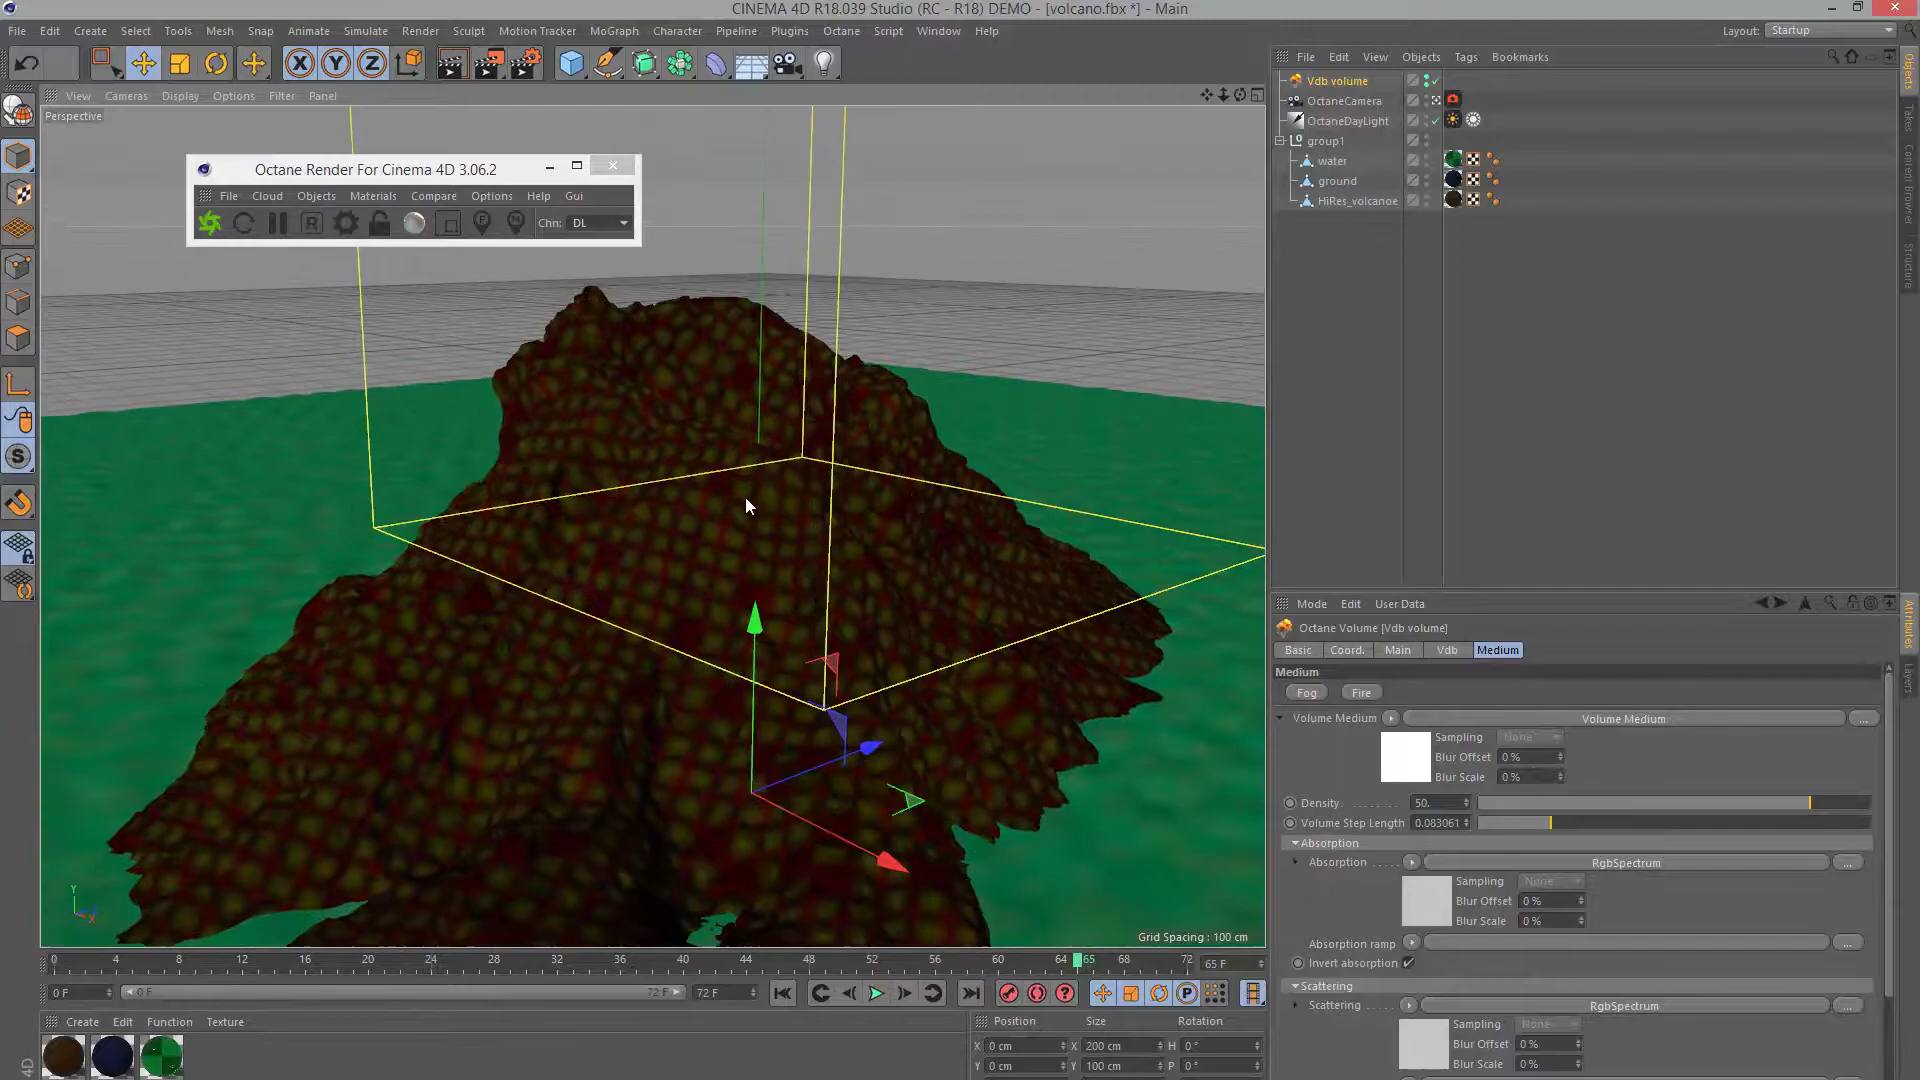 CINEMA 4D R18.039 Studio (RC - R18) DEMO - [volcano.fbx *] - Main
File Edit Create Select Tools Mesh Snap Animate Simulate Render Sculpt Motion Tracker MoGraph Character Pipeline Plugins Octane Script Window Help
Layout: Startup
File Edit View Objects Tags Bookmarks
View Cameras Display Options Filter Panel
Perspective
Octane Render For Cinema 4D 3.06.2
File Cloud Objects Materials Compare Options Help Gui
Chn: DL
Vdb volume
OctaneCamera
OctaneDayLight
group1
water
ground
HiRes_volcanoe
Objects
Takes
Content Browser
Structure
Mode Edit User Data
Octane Volume [Vdb volume]
Basic Coord. Main Vdb Medium
Medium
Fog Fire
Volume Medium Volume Medium ...
Sampling None
Blur Offset 0 %
Blur Scale 0 %
Density 50.
Volume Step Length 0.083061
Absorption
Absorption RgbSpectrum ...
Sampling None
Blur Offset 0 %
Blur Scale 0 %
Absorption ramp ...
Invert absorption
Scattering
Scattering RgbSpectrum ...
Sampling None
Blur Offset 0 %
Blur Scale 0 %
Attributes
Layers
Y
X
Grid Spacing : 100 cm
0 4 8 12 16 20 24 28 32 36 40 44 48 52 56 60 64 65 68 72 65 F
0 F 0 F 72 F 72 F
Create Edit Function Texture
Position Size Rotation
X 0 cm X 200 cm H 0 °
Y 0 cm Y 100 cm P 0 °
4D